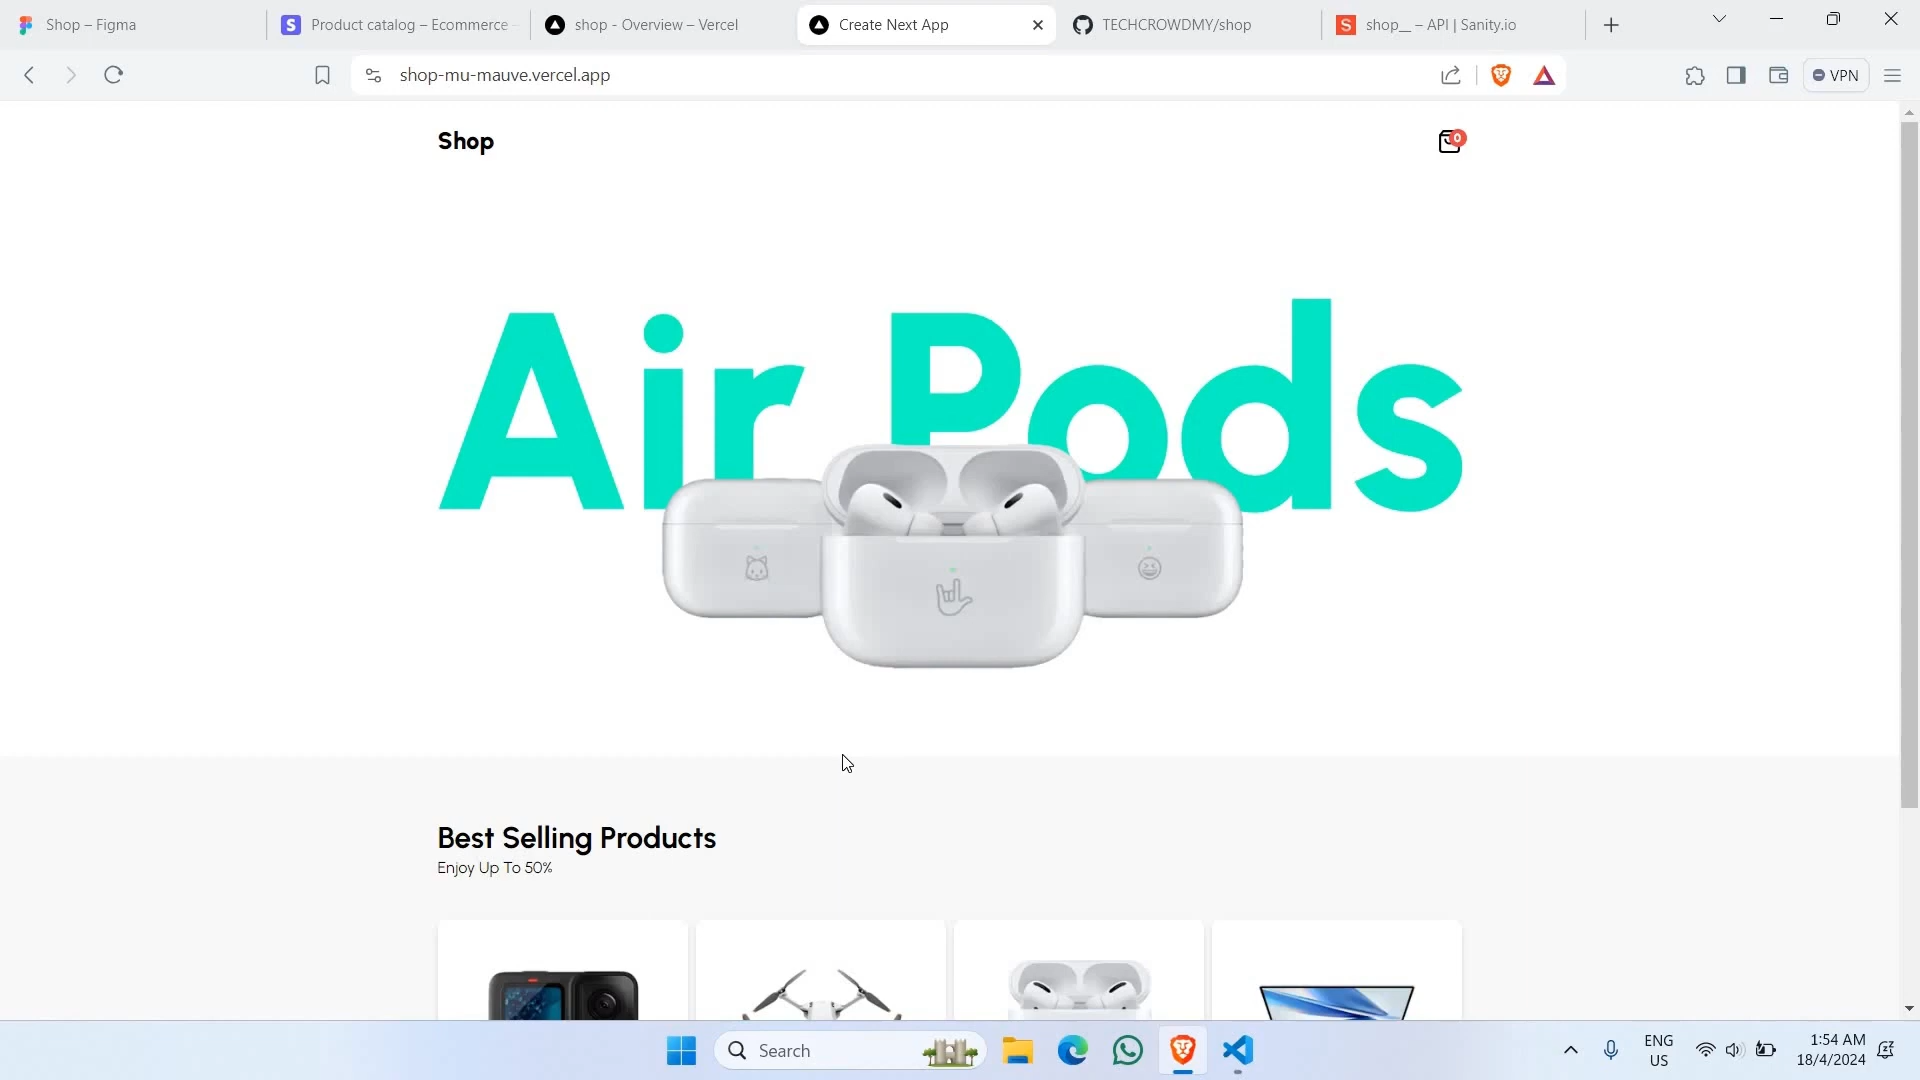 Shop – Figma
Product catalog – Ecommerce
shop - Overview – Vercel
Create Next App
TECHCROWDMY/shop
shop__ – API | Sanity.io
shop-mu-mauve.vercel.app
VPN
Shop
0
Air Pods
Best Selling Products
Enjoy Up To 50%
Search
ENG
US
1:54 AM
18/4/2024